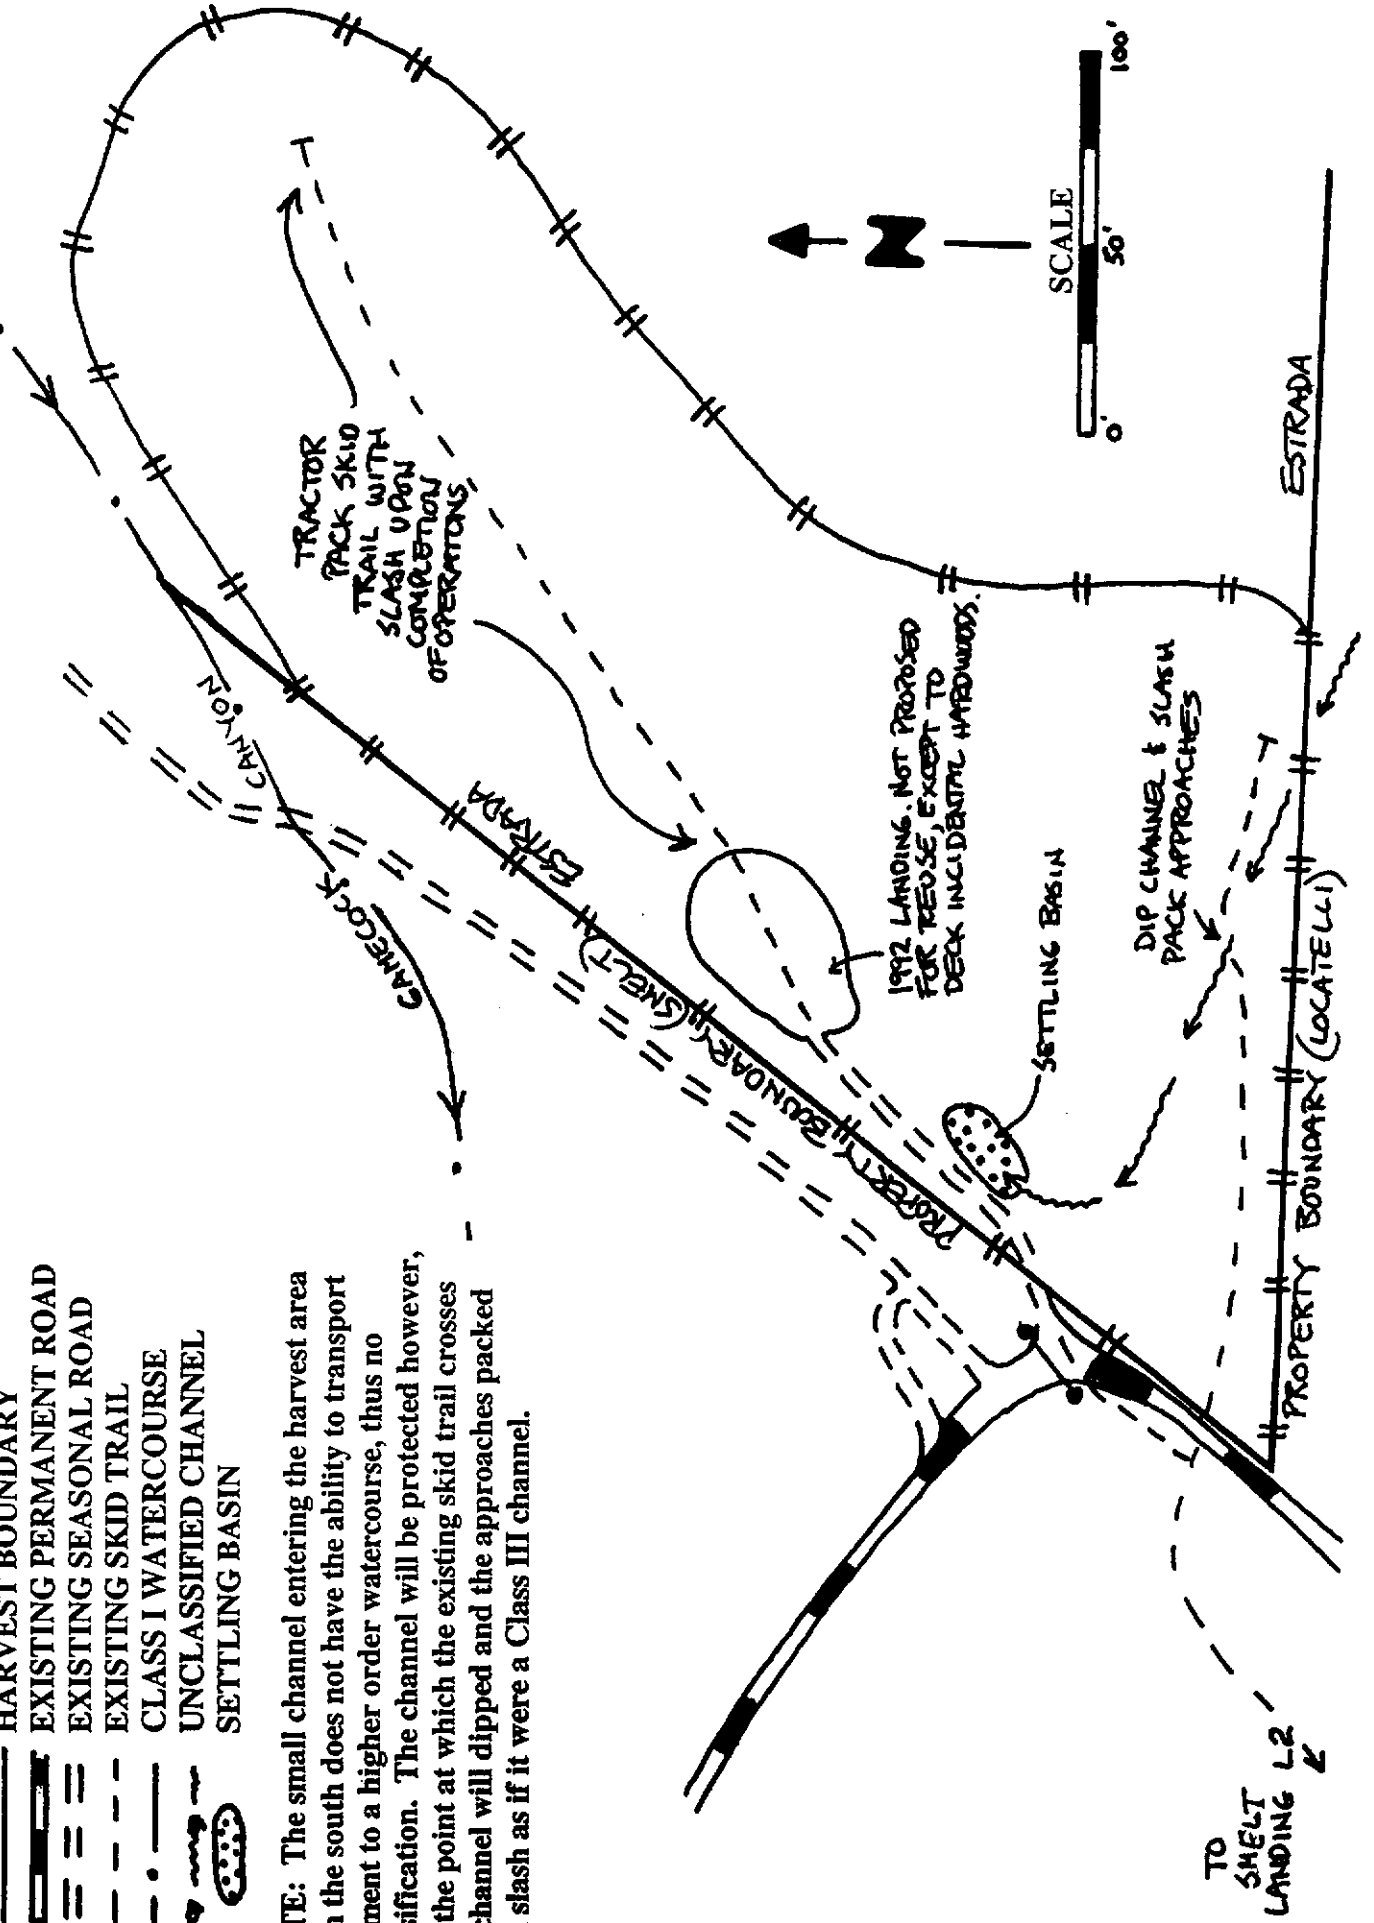 HARVEST BOUNDARY
EXISTING PERMANENT ROAD
EXISTING SEASONAL ROAD
EXISTING SKID TRAIL
CLASS I WATERCOURSE
UNCLASSIFIED CHANNEL
SETTLING BASIN
TE: The small channel entering the harvest area
the south does not have the ability to transport
ment to a higher order watercourse, thus no
sification. The channel will be protected however,
the point at which the existing skid trail crosses
channel will dipped and the approaches packed
slash as if it were a Class III channel.
TRACTOR
PACK SKID
TRAIL WITH
SLASH UPON
COMPLETION
OF OPERATIONS
CANYON
GAMECOCK
PROPERTY BOUNDARY (SMELT) ESTRADA
1992 LANDING. NOT PROPOSED
FOR REUSE, EXCEPT TO
DECK INCIDENTAL HARDWOODS.
SETTLING BASIN
DIP CHANNEL & SLASH
PACK APPROACHES
N
SCALE
0' 50' 100'
PROPERTY BOUNDARY (LOCATELLI) ESTRADA
TO
SMELT
LANDING L2